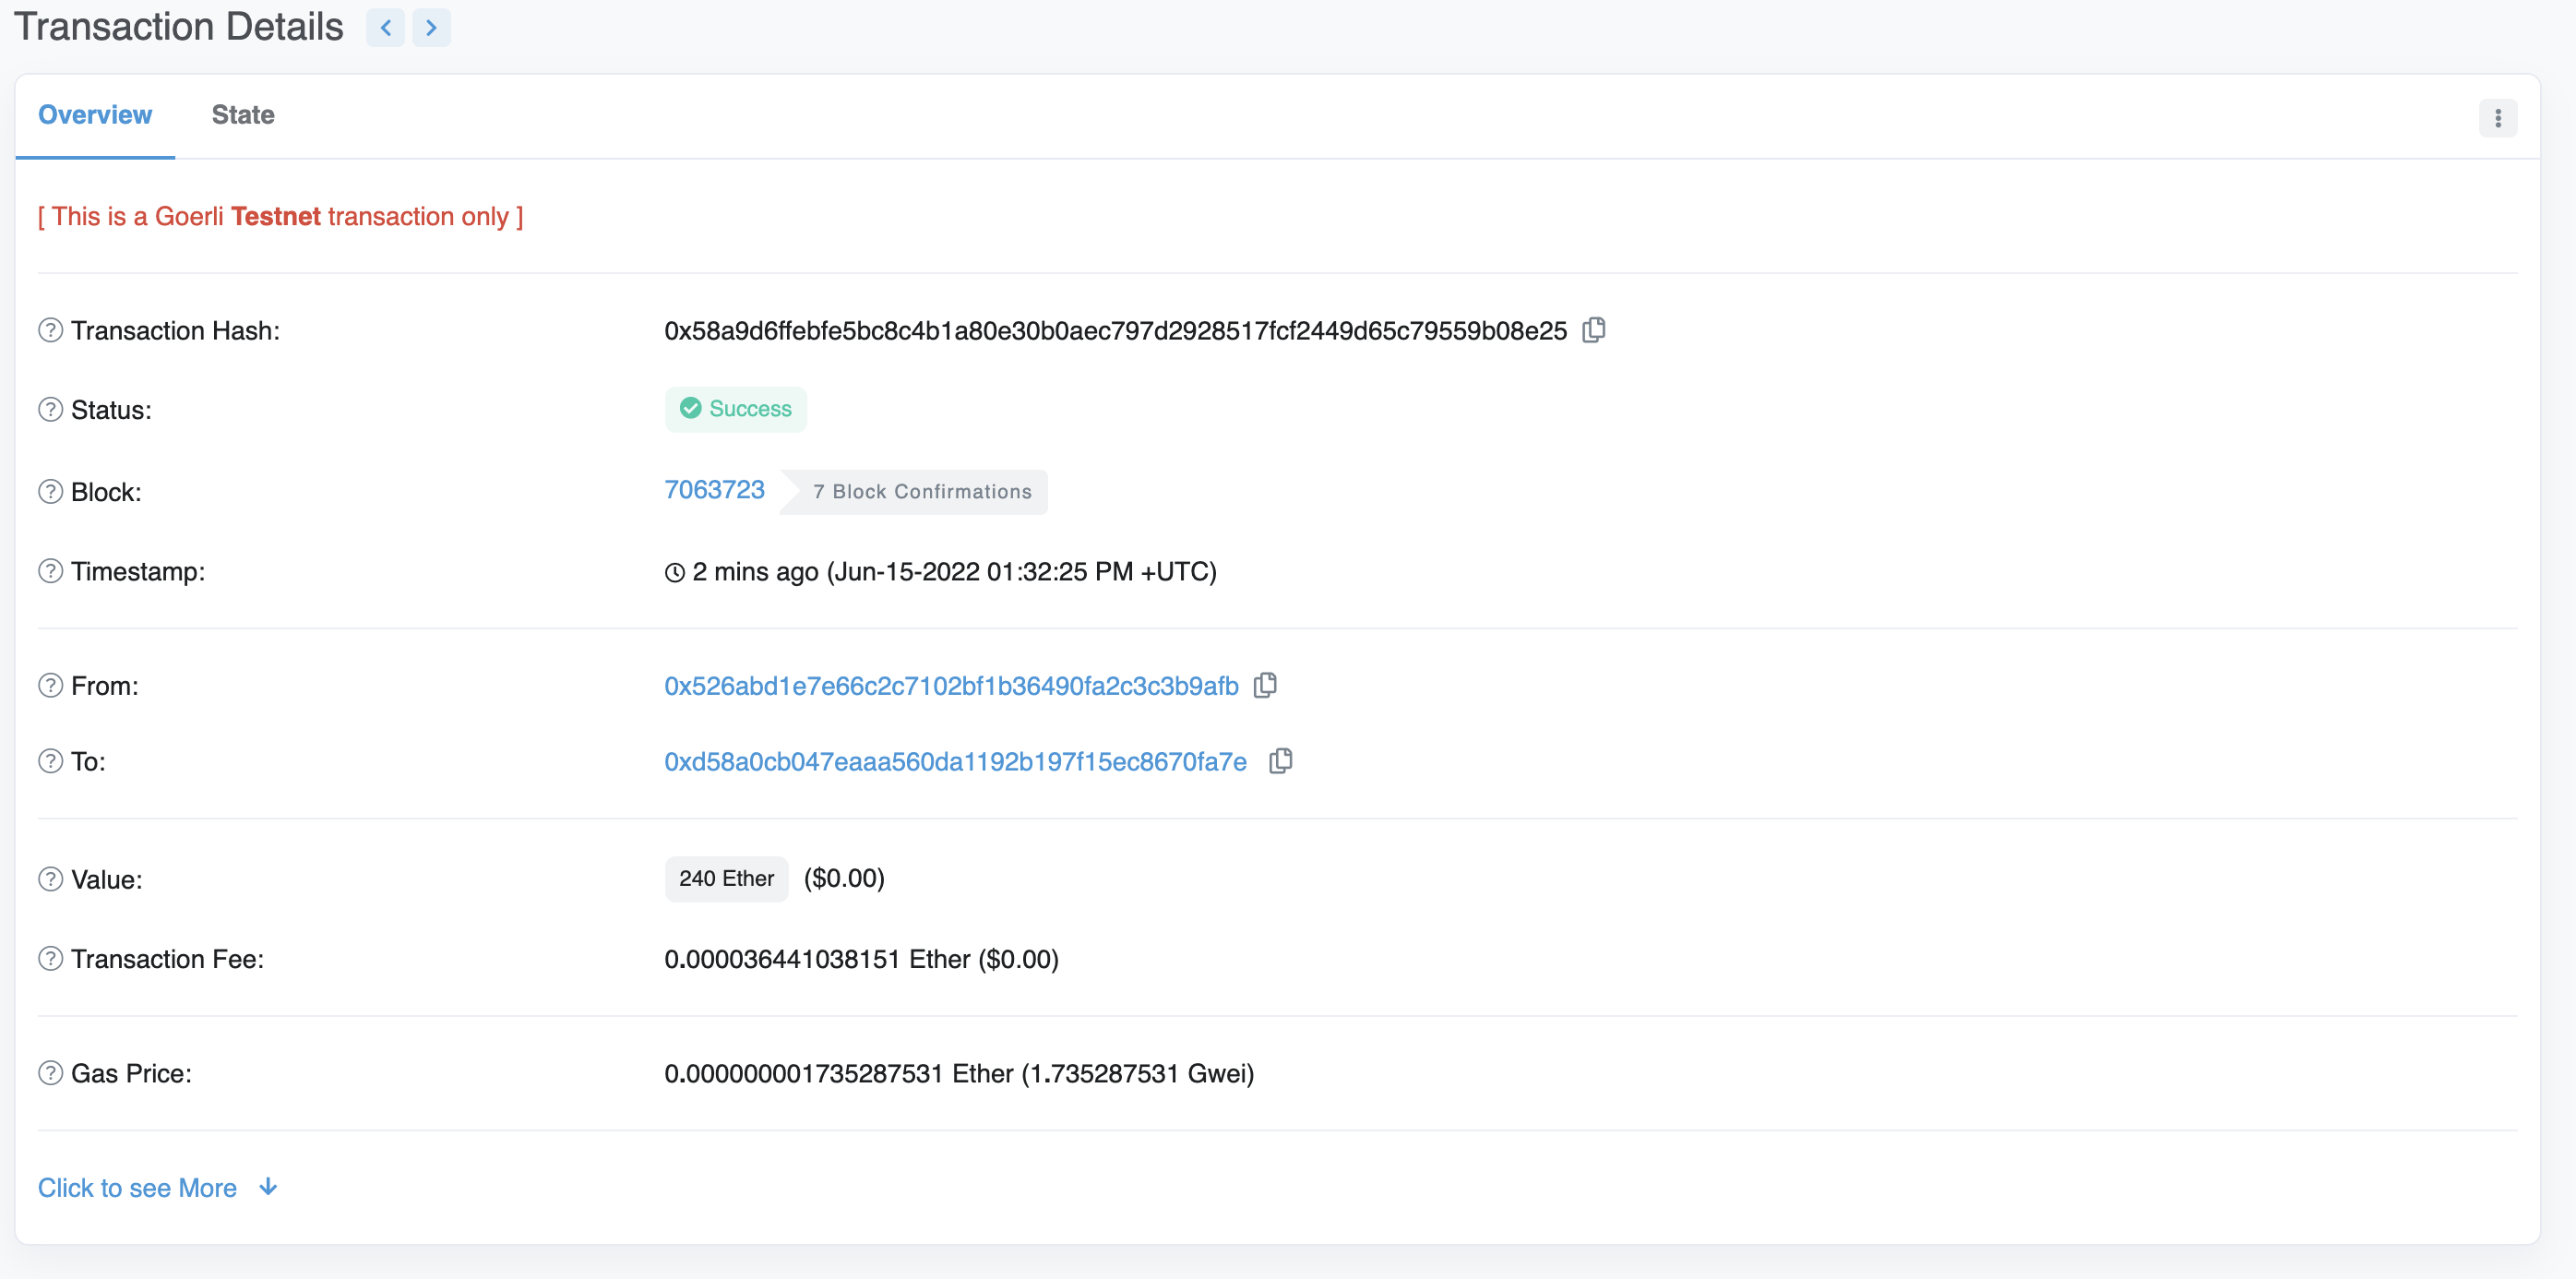 Transaction Details
Overview State
[ This is a Goerli Testnet transaction only ]
Transaction Hash: 0x58a9d6ffebfe5bc8c4b1a80e30b0aec797d2928517fcf2449d65c79559b08e25
Status: Success
Block: 7063723 7 Block Confirmations
Timestamp: 2 mins ago (Jun-15-2022 01:32:25 PM +UTC)
From: 0x526abd1e7e66c2c7102bf1b36490fa2c3c3b9afb
To: 0xd58a0cb047eaaa560da1192b197f15ec8670fa7e
Value: 240 Ether ($0.00)
Transaction Fee: 0.000036441038151 Ether ($0.00)
Gas Price: 0.000000001735287531 Ether (1.735287531 Gwei)
Click to see More